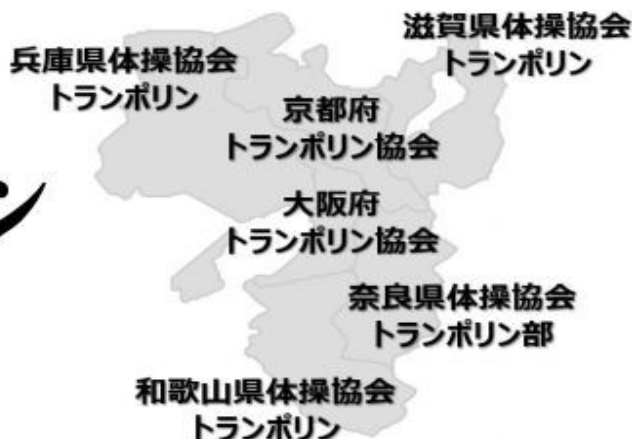 兵庫県体操協会
トランポリン
滋賀県体操協会
トランポリン
京都府
トランポリン協会
ン
大阪府
トランポリン協会
奈良県体操協会
トランポリン部
和歌山県体操協会
トランポリン